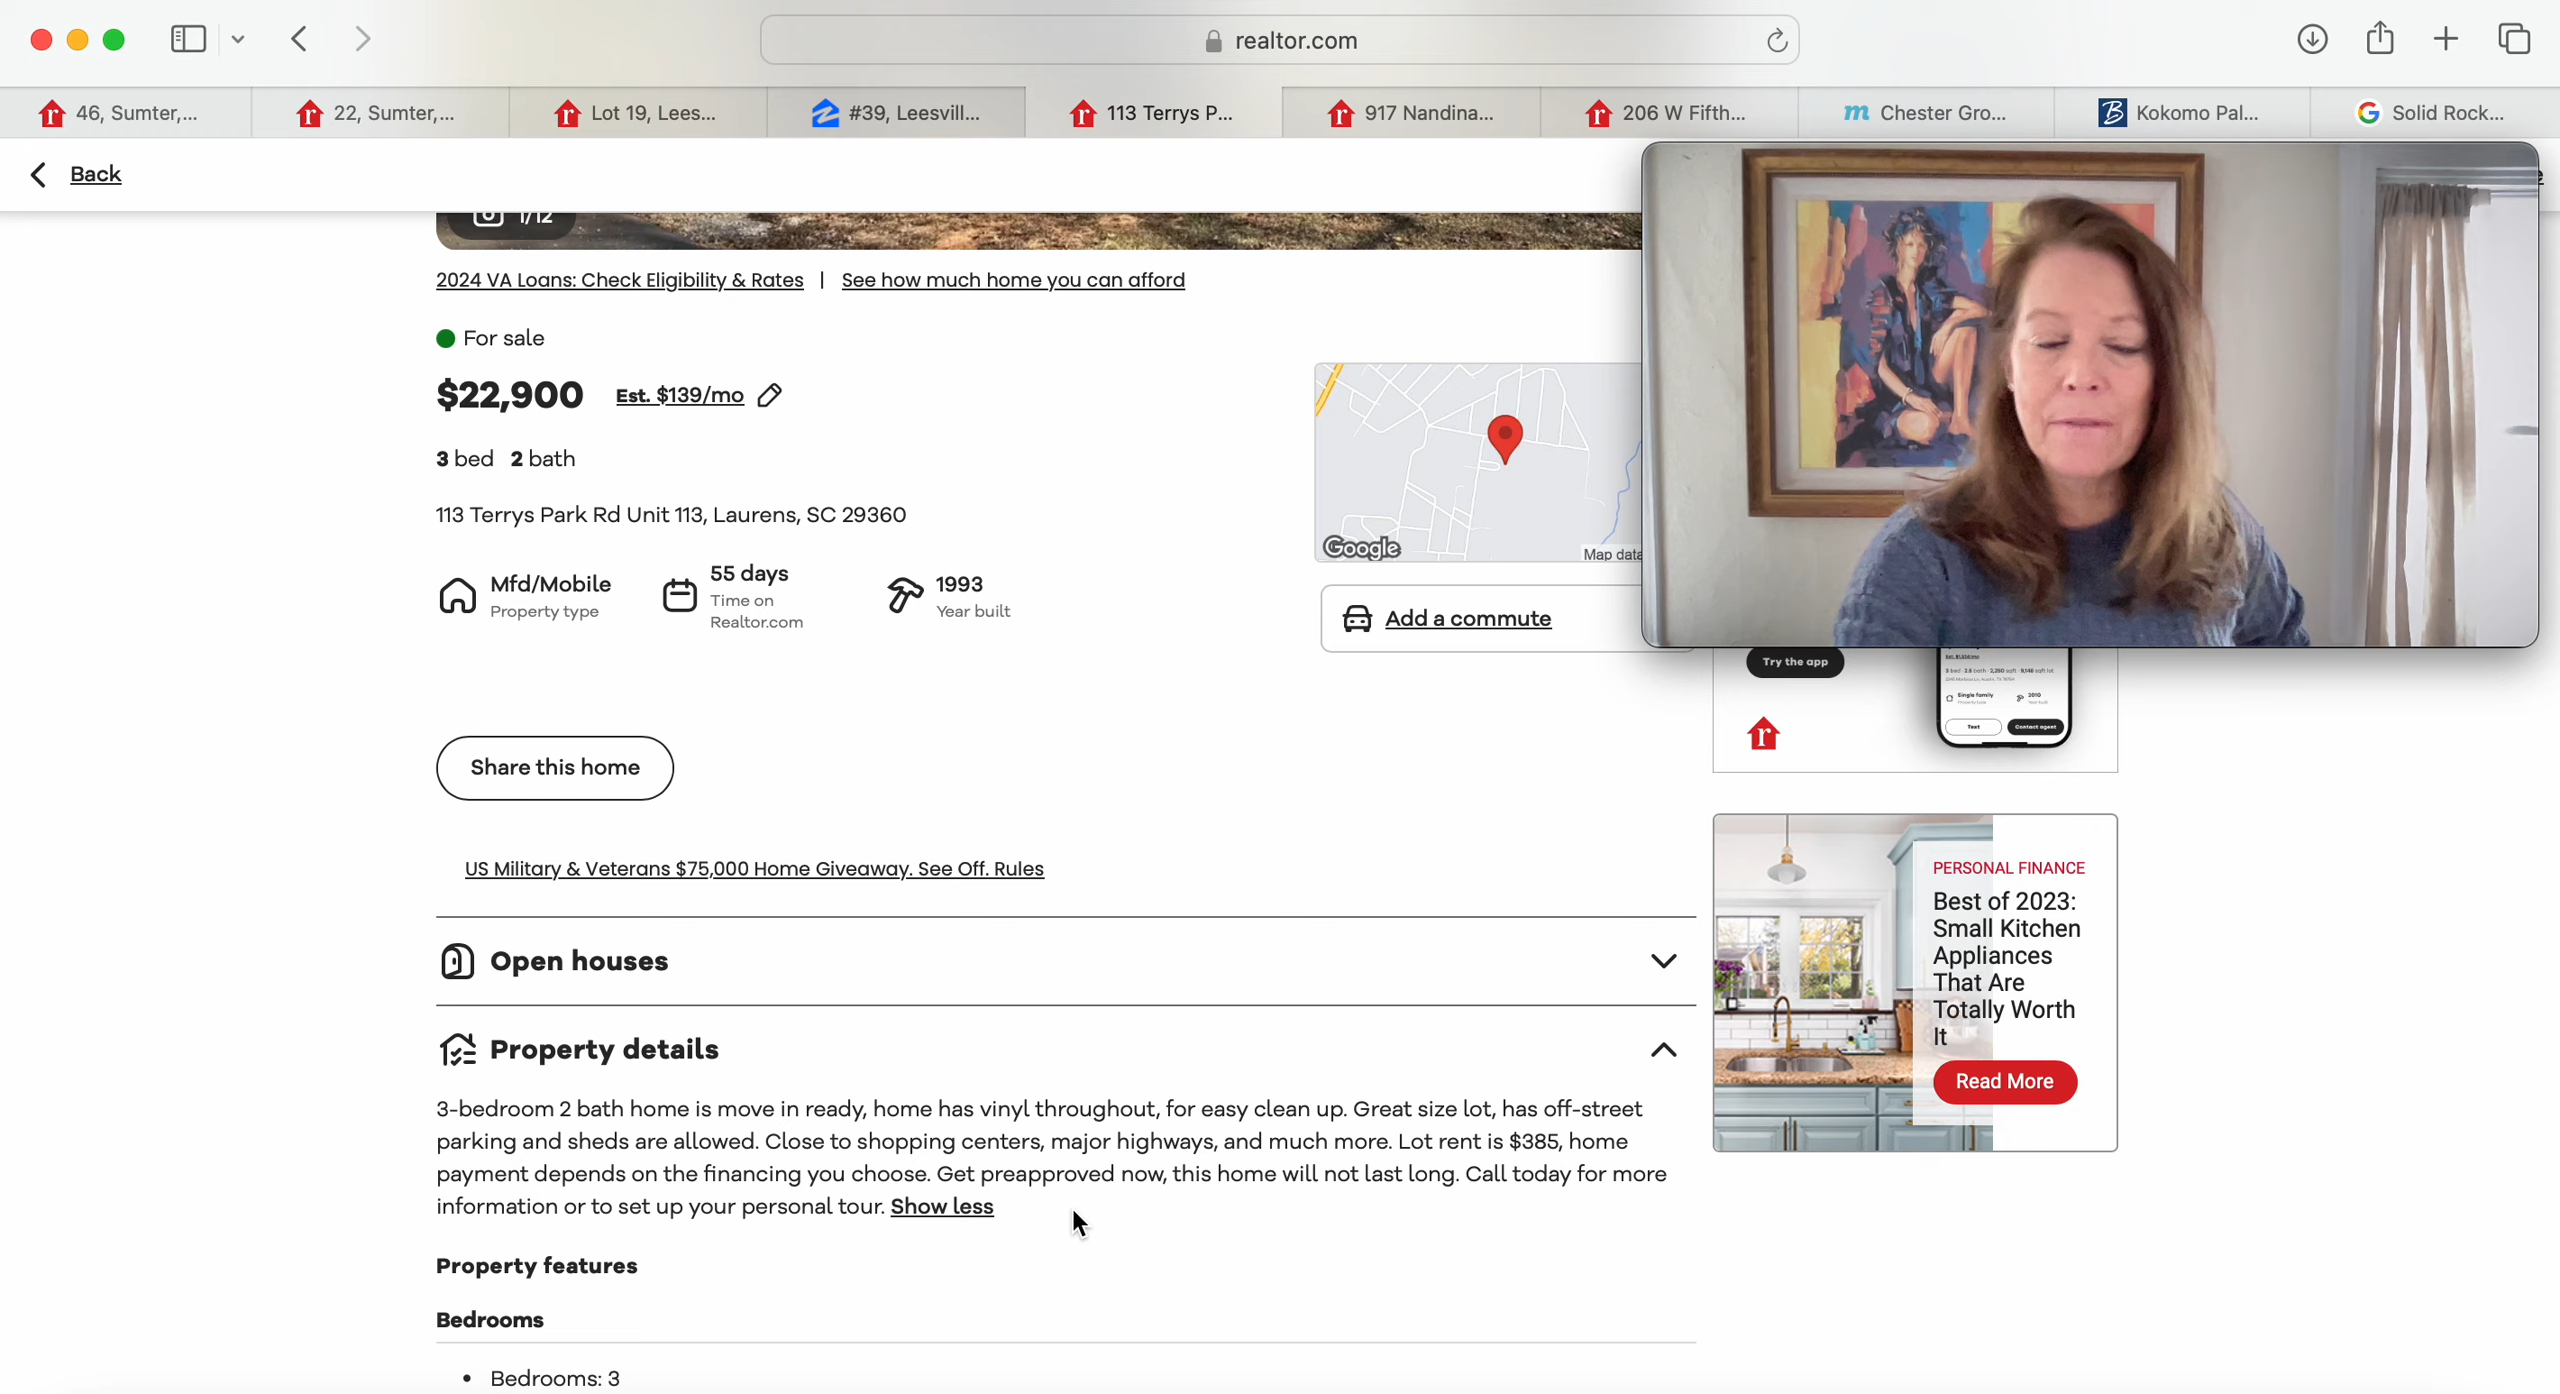 realtor.com
46, Sumter,...
22, Sumter,...
Lot 19, Lees...
#39, Leesvill...
113 Terrys P...
917 Nandina...
206 W Fifth...
Chester Gro...
Kokomo Pal...
Solid Rock...
Back
1/12
2024 VA Loans: Check Eligibility & Rates | See how much home you can afford
For sale
$22,900 Est. $139/mo
3 bed 2 bath
113 Terrys Park Rd Unit 113, Laurens, SC 29360
Mfd/Mobile
Property type
55 days
Time on
Realtor.com
1993
Year built
Google
Map data
Add a commute
Try the app
Single family
2010
Text
Contact agent
Share this home
US Military & Veterans $75,000 Home Giveaway. See Off. Rules
Open houses
Property details
3-bedroom 2 bath home is move in ready, home has vinyl throughout, for easy clean up. Great size lot, has off-street
parking and sheds are allowed. Close to shopping centers, major highways, and much more. Lot rent is $385, home
payment depends on the financing you choose. Get preapproved now, this home will not last long. Call today for more
information or to set up your personal tour. Show less
Property features
Bedrooms
• Bedrooms: 3
PERSONAL FINANCE
Best of 2023:
Small Kitchen
Appliances
That Are
Totally Worth
It
Read More